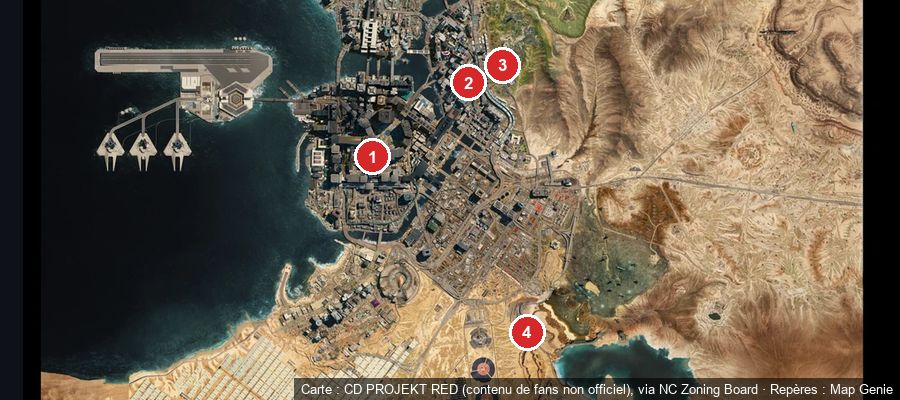 3
2
1
4
Carte : CD PROJEKT RED (contenu de fans non officiel), via NC Zoning Board · Repères : Map Genie